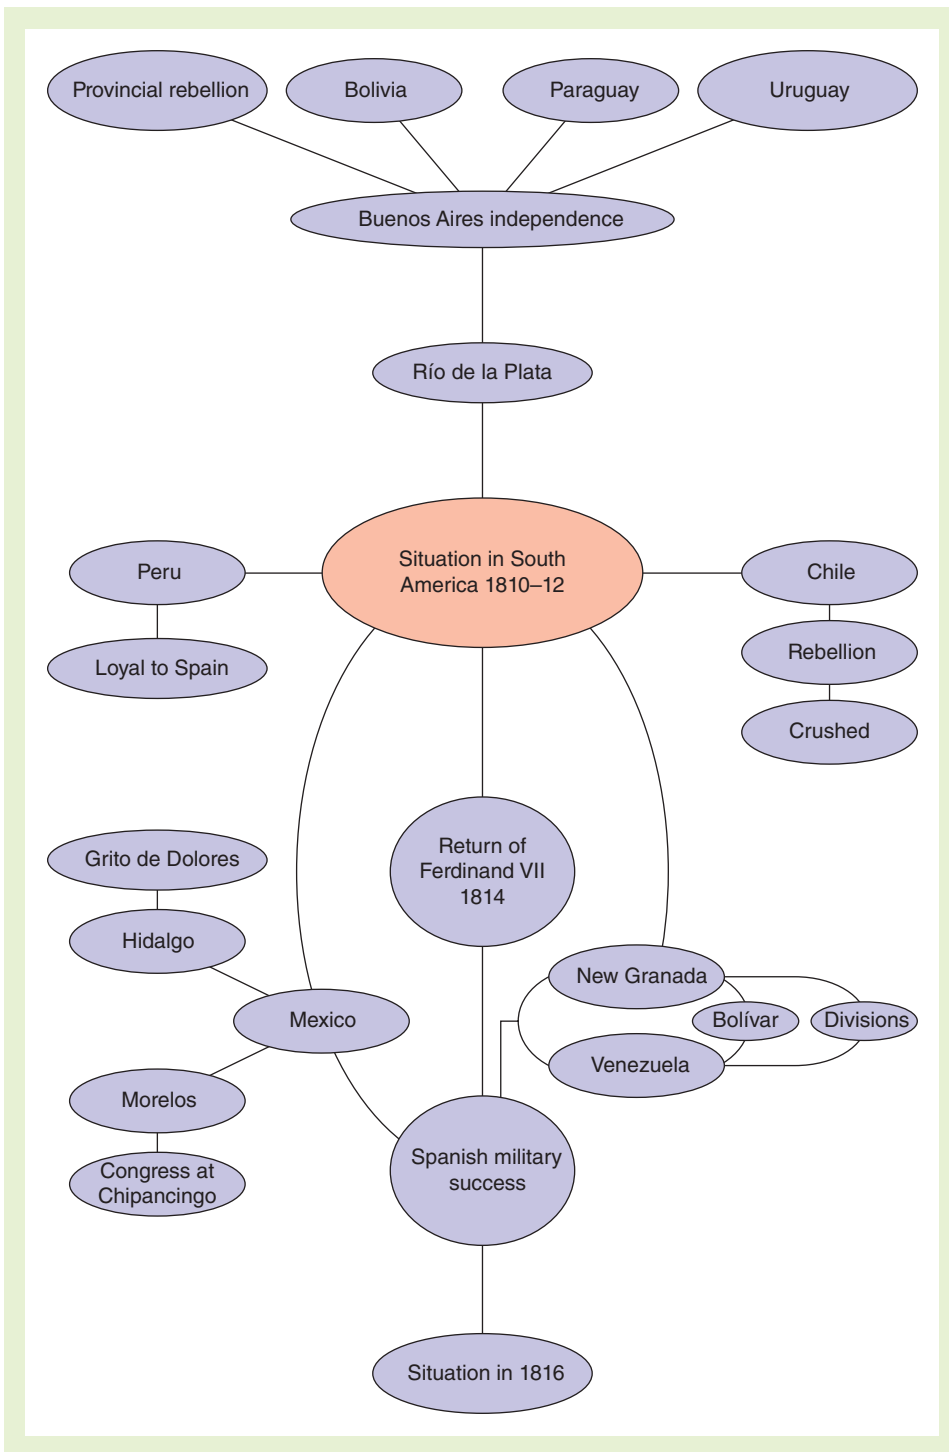 Provincial rebellion
Bolivia
Paraguay
Uruguay
Buenos Aires independence
Río de la Plata
Situation in South
America 1810–12
Peru
Chile
Loyal to Spain
Rebellion
Crushed
Return of
Ferdinand VII
1814
Grito de Dolores
Hidalgo
New Granada
Mexico
Bolívar
Divisions
Venezuela
Morelos
Spanish military
success
Congress at
Chipancingo
Situation in 1816